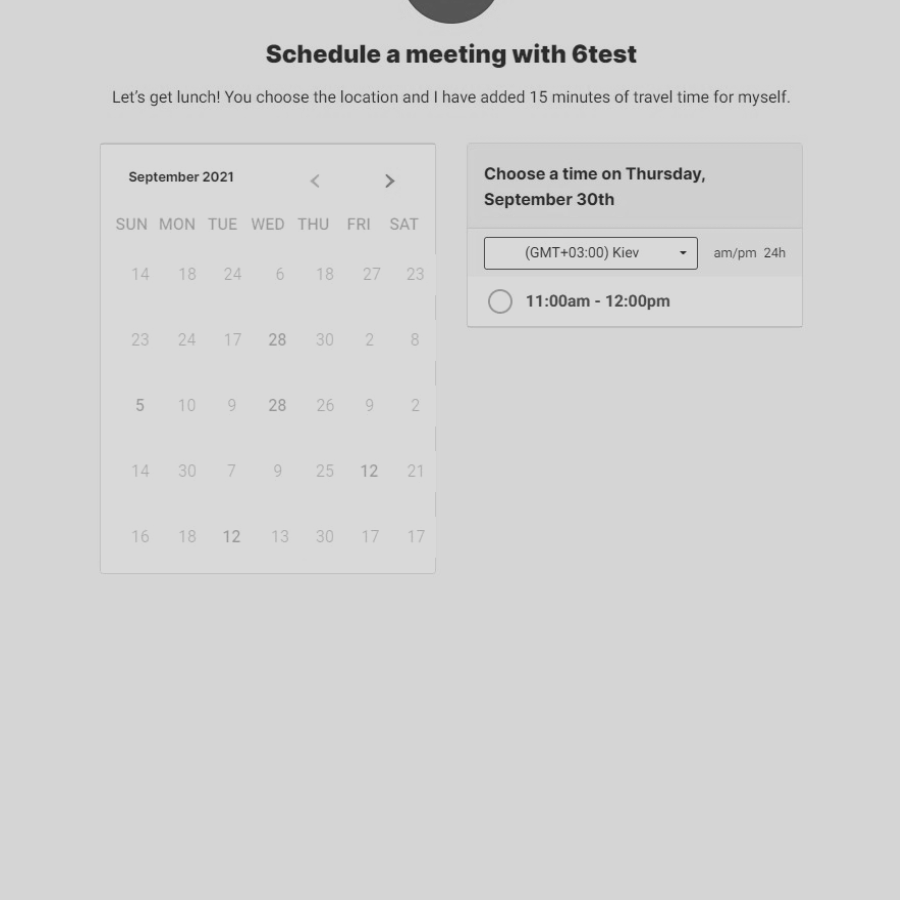 Schedule a meeting with 6test
Let's get lunch! You choose the location and I have added 15 minutes of travel time for myself.
September 2021
SUN MON TUE WED THU FRI SAT
14 18 24 6 18 27 23
23 24 17 28 30 2 8
5 10 9 28 26 9 2
14 30 7 9 25 12 21
16 18 12 13 30 17 17
Choose a time on Thursday,
September 30th
(GMT+03:00) Kiev am/pm 24h
11:00am - 12:00pm